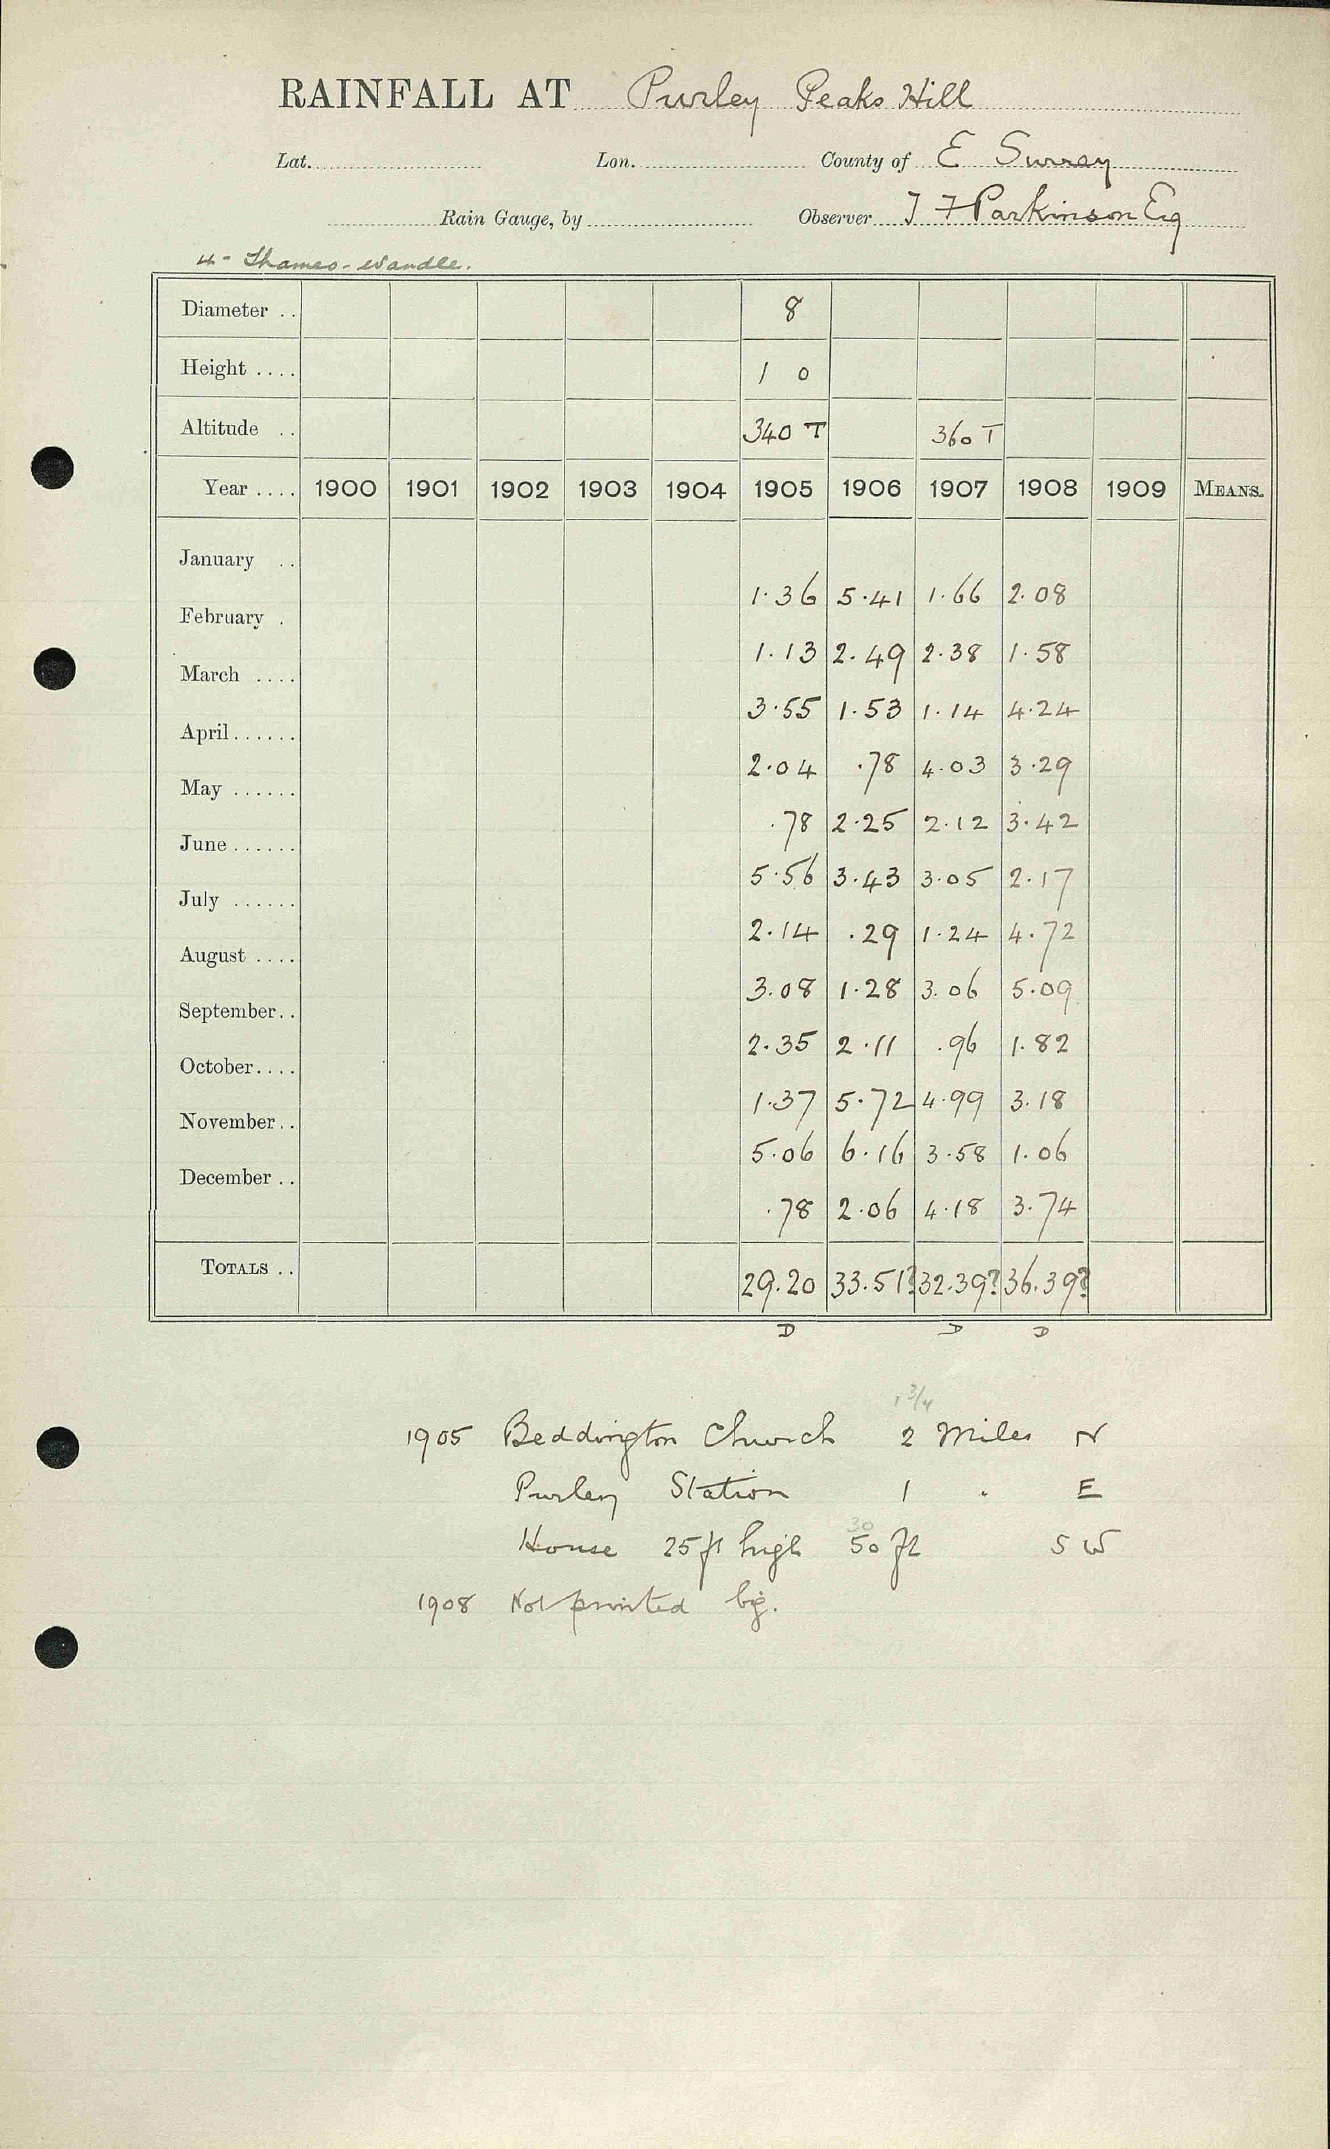 RAINFALL AT Purley Peaks Hill
Lat. Lon. County of E Surrey
Rain Gauge, by Observer J F Parkinson Esq
4 - Thames - Wandle.
Diameter .. 8
Height .... 1 0
Altitude .. 340 T 360 T
Year .... 1900 1901 1902 1903 1904 1905 1906 1907 1908 1909 MEANS.
January .. 1.36 5.41 1.66 2.08
February . 1.13 2.49 2.38 1.58
March .... 3.55 1.53 1.14 4.24
April...... 2.04 .78 4.03 3.29
May ...... .78 2.25 2.12 3.42
June...... 5.56 3.43 3.05 2.17
July ...... 2.14 .29 1.24 4.72
August .... 3.08 1.28 3.06 5.09
September.. 2.35 2.11 .96 1.82
October.... 1.37 5.72 4.99 3.18
November.. 5.06 6.16 3.58 1.06
December .. .78 2.06 4.18 3.74
TOTALS .. 29.20 33.51? 32.39? 36.39?
D D D
1 3/4
1905 Beddington Church 2 Miles N
Purley Station 1 " E
30
House 25 ft high 50 ft S W
1908 Not printed big.